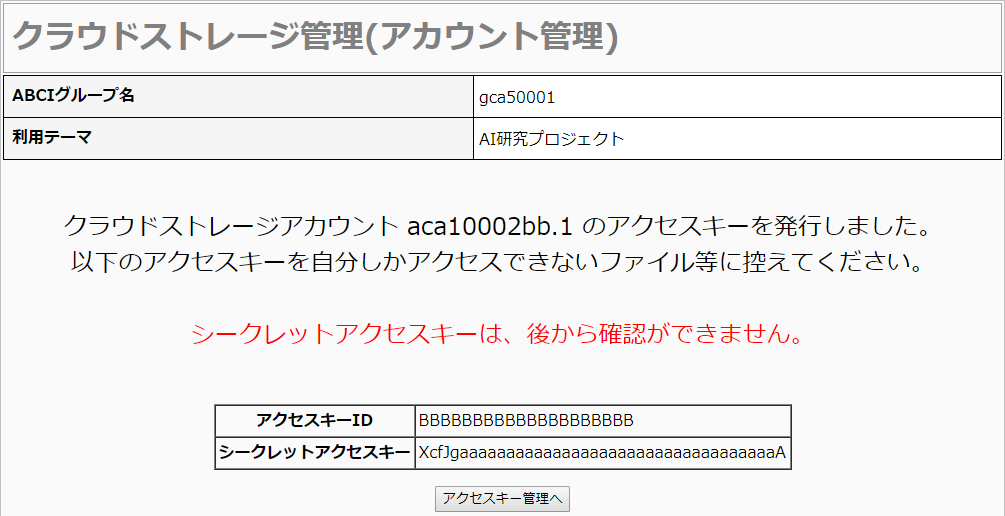 クラウドストレージ管理(アカウント管理)
ABCIグループ名 gca50001
利用テーマ AI研究プロジェクト
クラウドストレージアカウント aca10002bb.1 のアクセスキーを発行しました。
以下のアクセスキーを自分しかアクセスできないファイル等に控えてください。
シークレットアクセスキーは、後から確認ができません。
アクセスキーID BBBBBBBBBBBBBBBBBBBB
シークレットアクセスキー XcfJgaaaaaaaaaaaaaaaaaaaaaaaaaaaaaaaaaaA
アクセスキー管理へ